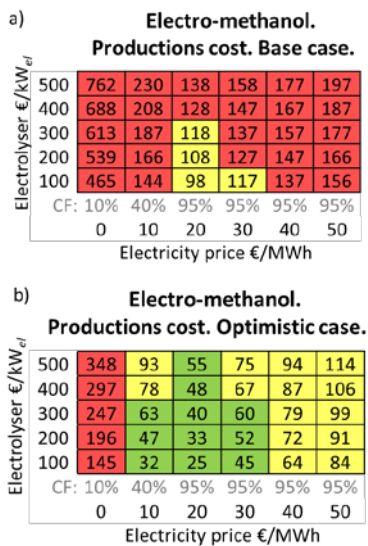 a)
Electro-methanol.
Productions cost. Base case.
Electrolyser €/kWel
500 762 230 138 158 177 197
400 688 208 128 147 167 187
300 613 187 118 137 157 177
200 539 166 108 127 147 166
100 465 144 98 117 137 156
CF: 10% 40% 95% 95% 95% 95%
0 10 20 30 40 50
Electricity price €/MWh
b)
Electro-methanol.
Productions cost. Optimistic case.
Electrolyser €/kWel
500 348 93 55 75 94 114
400 297 78 48 67 87 106
300 247 63 40 60 79 99
200 196 47 33 52 72 91
100 145 32 25 45 64 84
CF: 10% 40% 95% 95% 95% 95%
0 10 20 30 40 50
Electricity price €/MWh